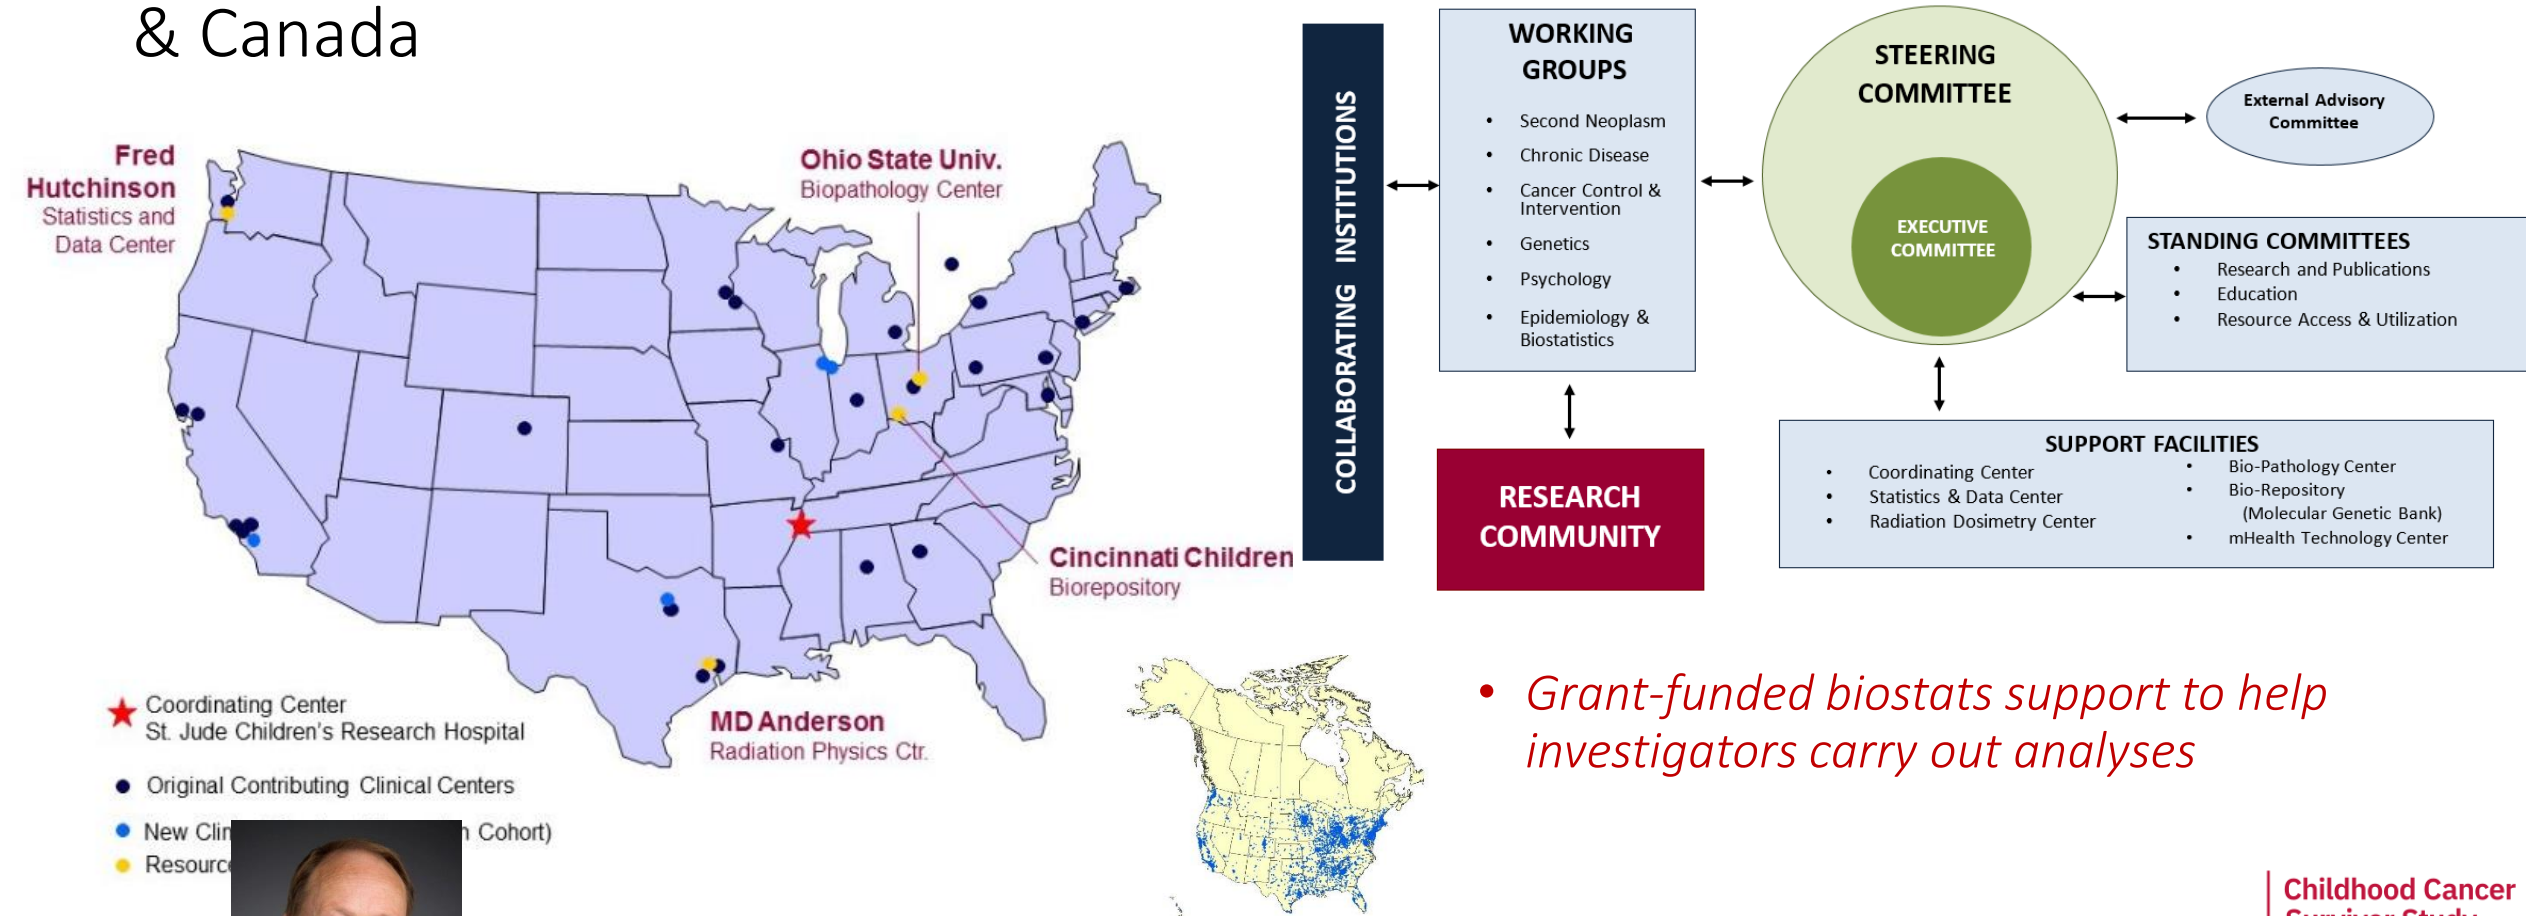 & Canada
Fred
Hutchinson
Statistics and
Data Center
Ohio State Univ.
Biopathology Center
Cincinnati Children
Biorepository
MD Anderson
Radiation Physics Ctr.
Coordinating Center
St. Jude Children's Research Hospital
Original Contributing Clinical Centers
New Cohort)
COLLABORATING INSTITUTIONS
WORKING
GROUPS
• Second Neoplasm
• Chronic Disease
• Cancer Control &
Intervention
• Genetics
• Psychology
• Epidemiology &
Biostatistics
RESEARCH
COMMUNITY
STEERING
COMMITTEE
EXECUTIVE
COMMITTEE
External Advisory
Committee
STANDING COMMITTEES
• Research and Publications
• Education
• Resource Access & Utilization
SUPPORT FACILITIES
• Coordinating Center
• Statistics & Data Center
• Radiation Dosimetry Center
• Bio-Pathology Center
• Bio-Repository
(Molecular Genetic Bank)
• mHealth Technology Center
• Grant-funded biostats support to help
investigators carry out analyses
Childhood Cancer
Survivor Study